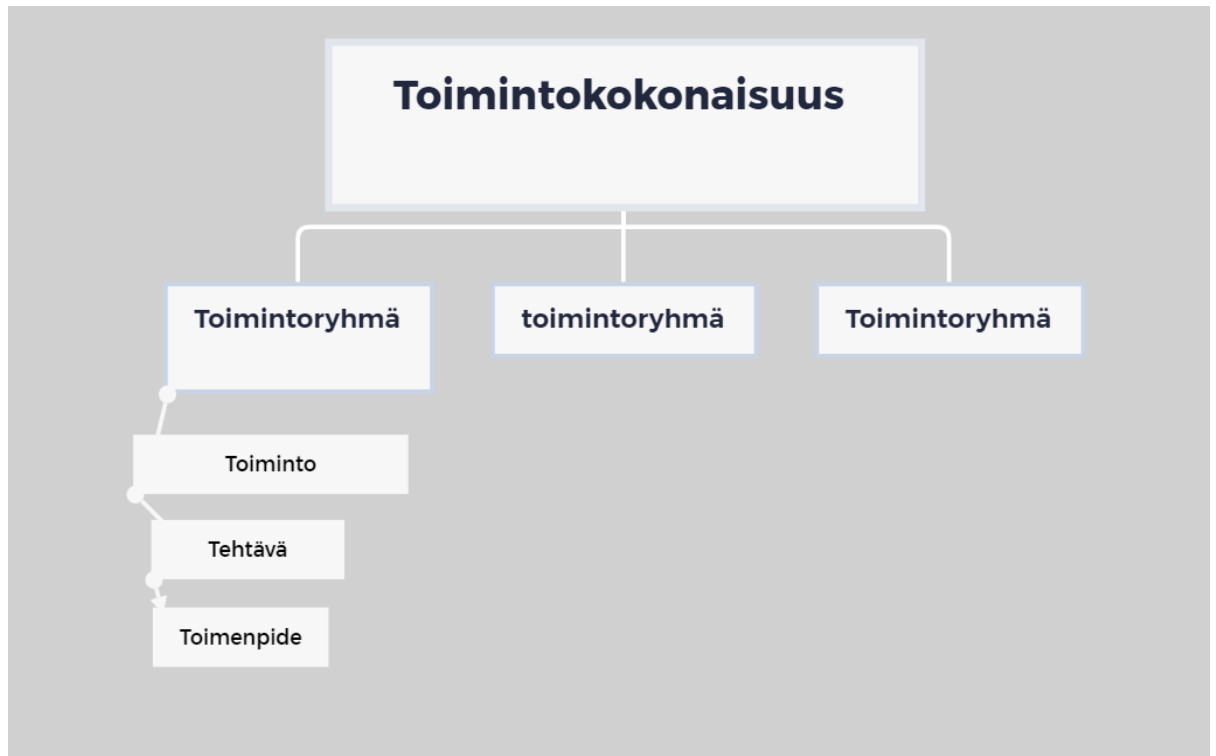 Toimintokokonaisuus
Toimintoryhmä
toimintoryhmä
Toimintoryhmä
Toiminto
Tehtävä
Toimenpide